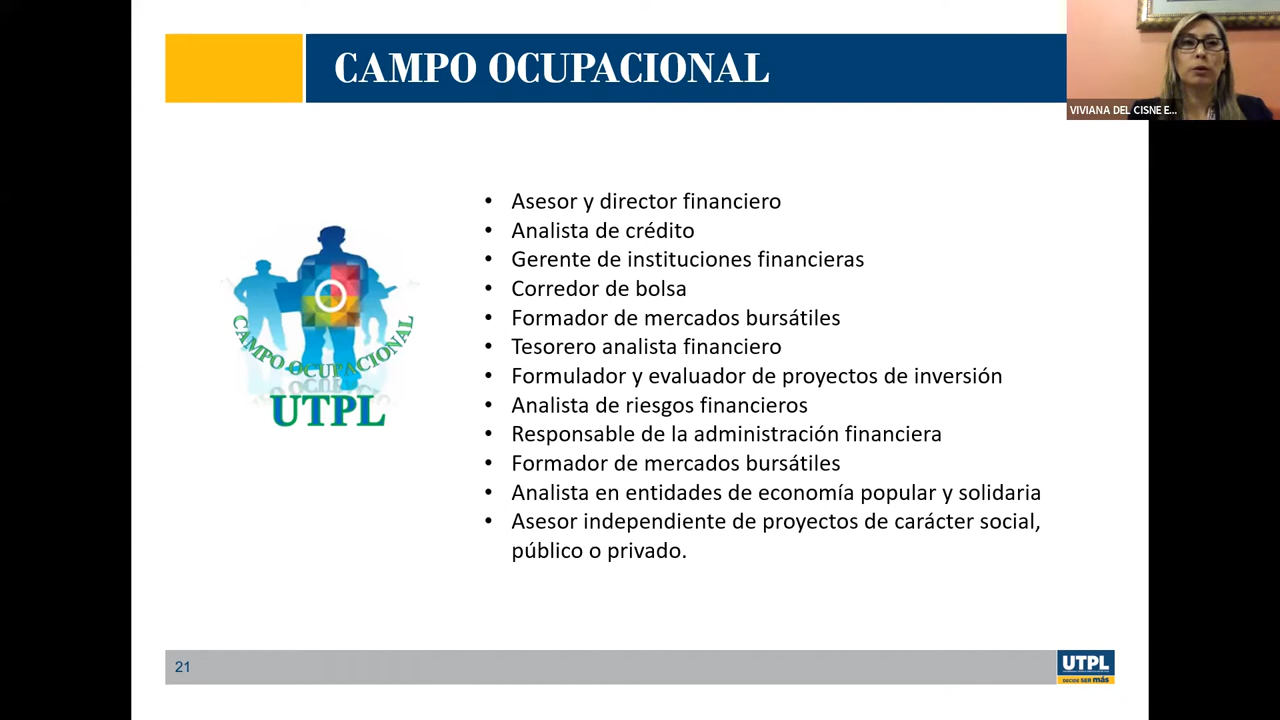 CAMPO OCUPACIONAL
VIVIANA DEL CISNE E...
• Asesor y director financiero
• Analista de crédito
• Gerente de instituciones financieras
• Corredor de bolsa
• Formador de mercados bursátiles
• Tesorero analista financiero
• Formulador y evaluador de proyectos de inversión
• Analista de riesgos financieros
• Responsable de la administración financiera
• Formador de mercados bursátiles
• Analista en entidades de economía popular y solidaria
• Asesor independiente de proyectos de carácter social,
público o privado.
CAMPO OCUPACIONAL
UTPL
21
UTPL
DECIDE SER más